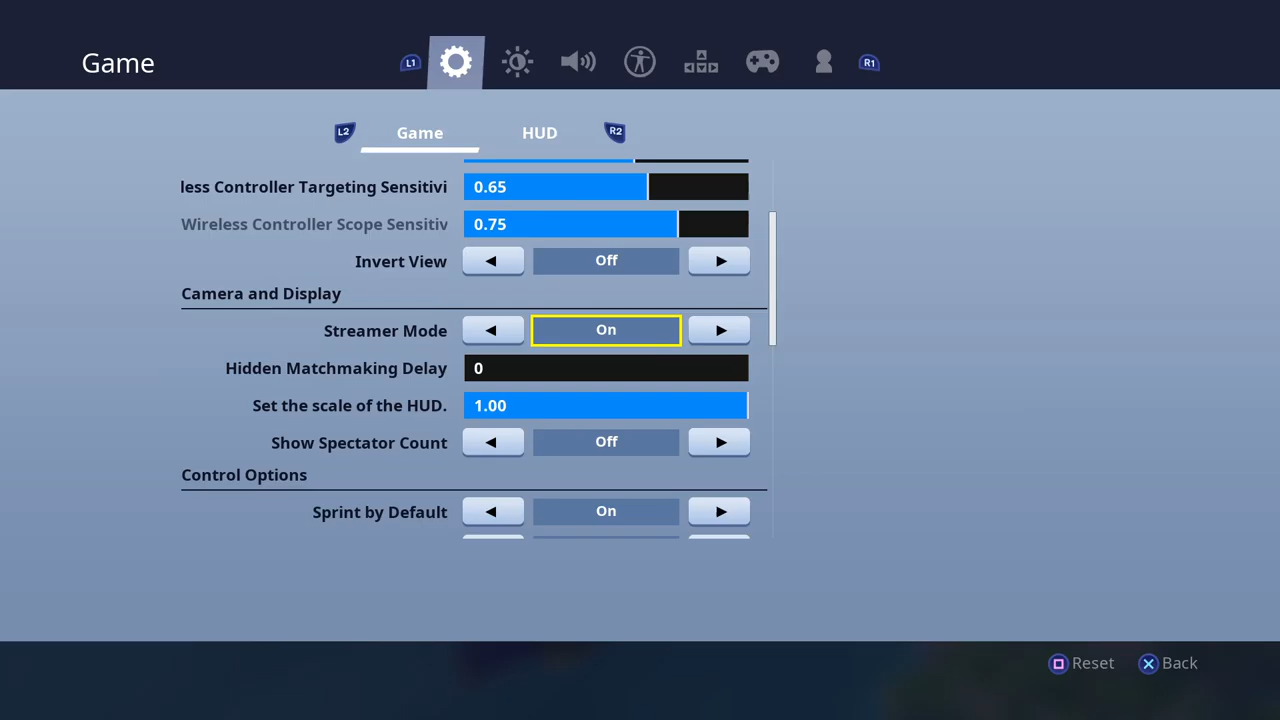 Game
L1
R1
L2
Game
HUD
R2
less Controller Targeting Sensitivi
0.65
Wireless Controller Scope Sensitiv
0.75
Invert View
Off
Camera and Display
Streamer Mode
On
Hidden Matchmaking Delay
0
Set the scale of the HUD.
1.00
Show Spectator Count
Off
Control Options
Sprint by Default
On
Reset
Back